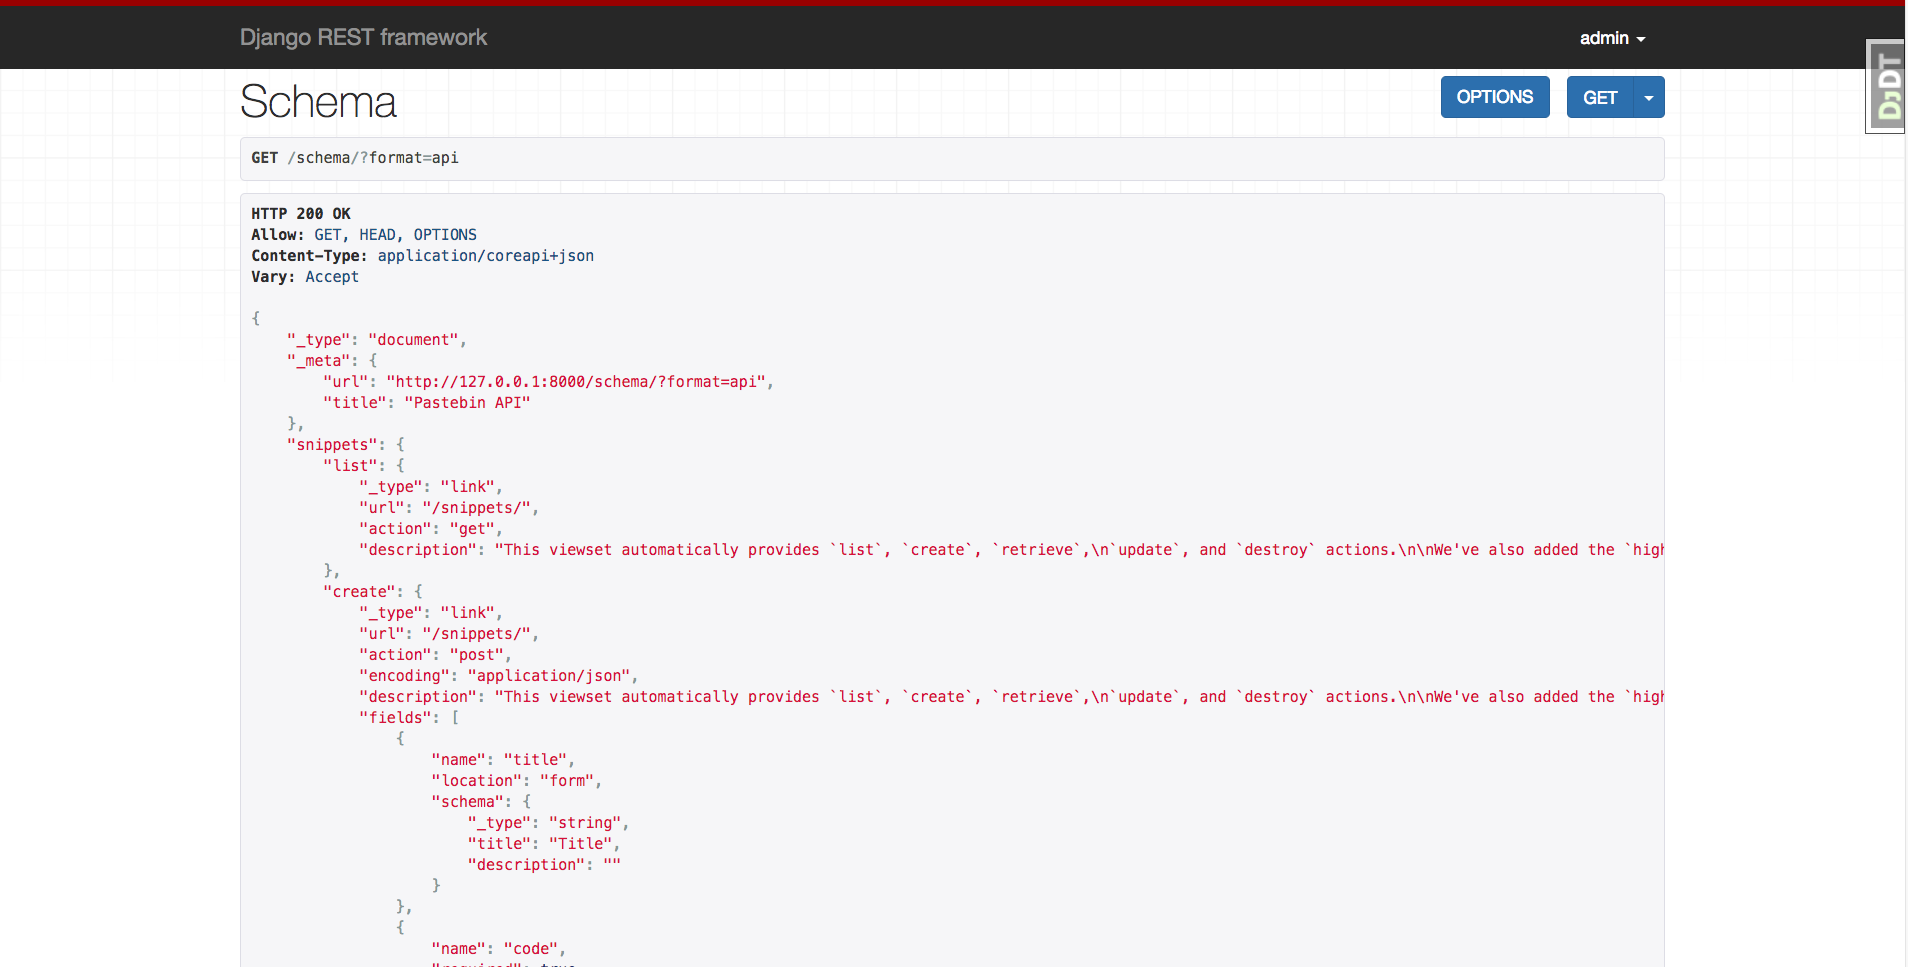 Django REST framework
admin
DJDT
Schema
OPTIONS
GET
GET /schema/?format=api
HTTP 200 OK
Allow: GET, HEAD, OPTIONS
Content-Type: application/coreapi+json
Vary: Accept
{
    "_type": "document",
    "_meta": {
        "url": "http://127.0.0.1:8000/schema/?format=api",
        "title": "Pastebin API"
    },
    "snippets": {
        "list": {
            "_type": "link",
            "url": "/snippets/",
            "action": "get",
            "description": "This viewset automatically provides `list`, `create`, `retrieve`,\n`update`, and `destroy` actions.\n\nWe've also added the `high
        },
        "create": {
            "_type": "link",
            "url": "/snippets/",
            "action": "post",
            "encoding": "application/json",
            "description": "This viewset automatically provides `list`, `create`, `retrieve`,\n`update`, and `destroy` actions.\n\nWe've also added the `high
            "fields": [
                {
                    "name": "title",
                    "location": "form",
                    "schema": {
                        "_type": "string",
                        "title": "Title",
                        "description": ""
                    }
                },
                {
                    "name": "code",